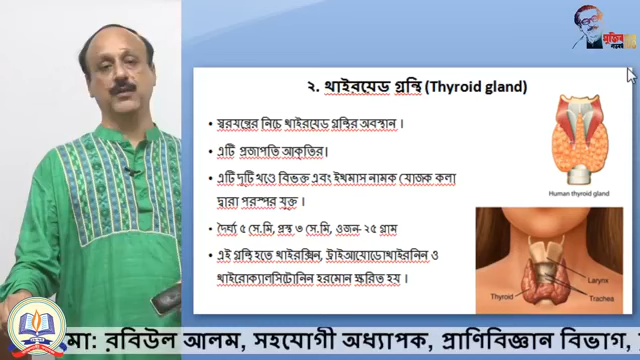 মুজিব
২. থাইরয়েড গ্রন্থি (Thyroid gland)
• স্বরযন্ত্রের নিচে থাইরয়েড গ্রন্থির অবস্থান ।
• এটি প্রজাপতি আকৃতির।
• এটি দুটি খণ্ডে বিভক্ত এবং ইথমাস নামক যোজক কলা
দ্বারা পরস্পর যুক্ত ।
• দৈর্ঘ্য ৫ সে.মি, প্রস্থ ৩ সে.মি, ওজন- ২৫ গ্রাম
• এই গ্রন্থি হতে থাইরক্সিন, ট্রাইআয়োডোথাইরনিন ও
থাইরোক্যালসিটোনিন হরমোন ক্ষরিত হয় ।
Human thyroid gland
Larynx
Thyroid
Trachea
মো: রবিউল আলম, সহযোগী অধ্যাপক, প্রাণিবিজ্ঞান বিভাগ,